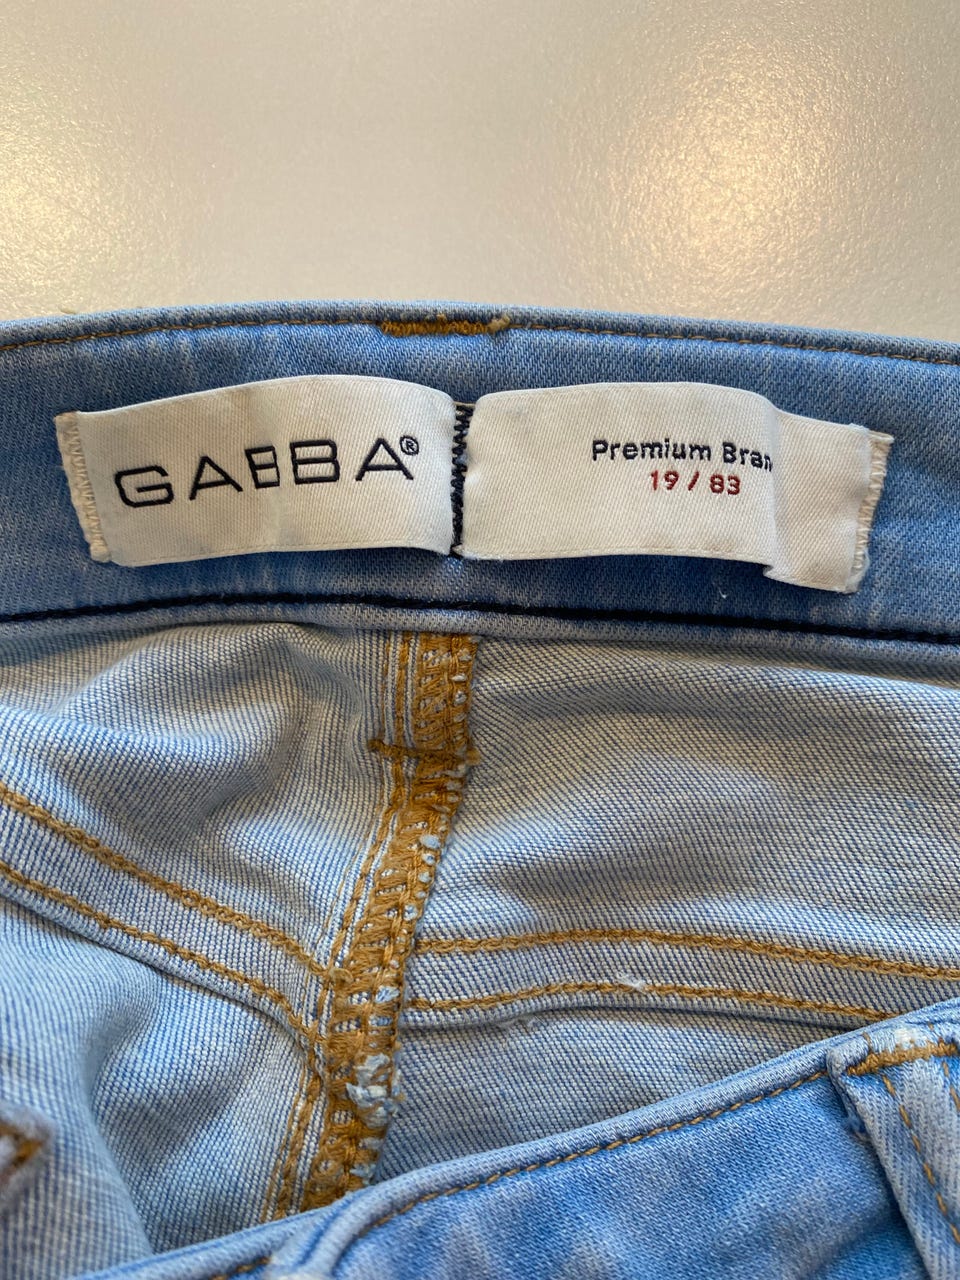 GABBA®
Premium Bran
19 / 83